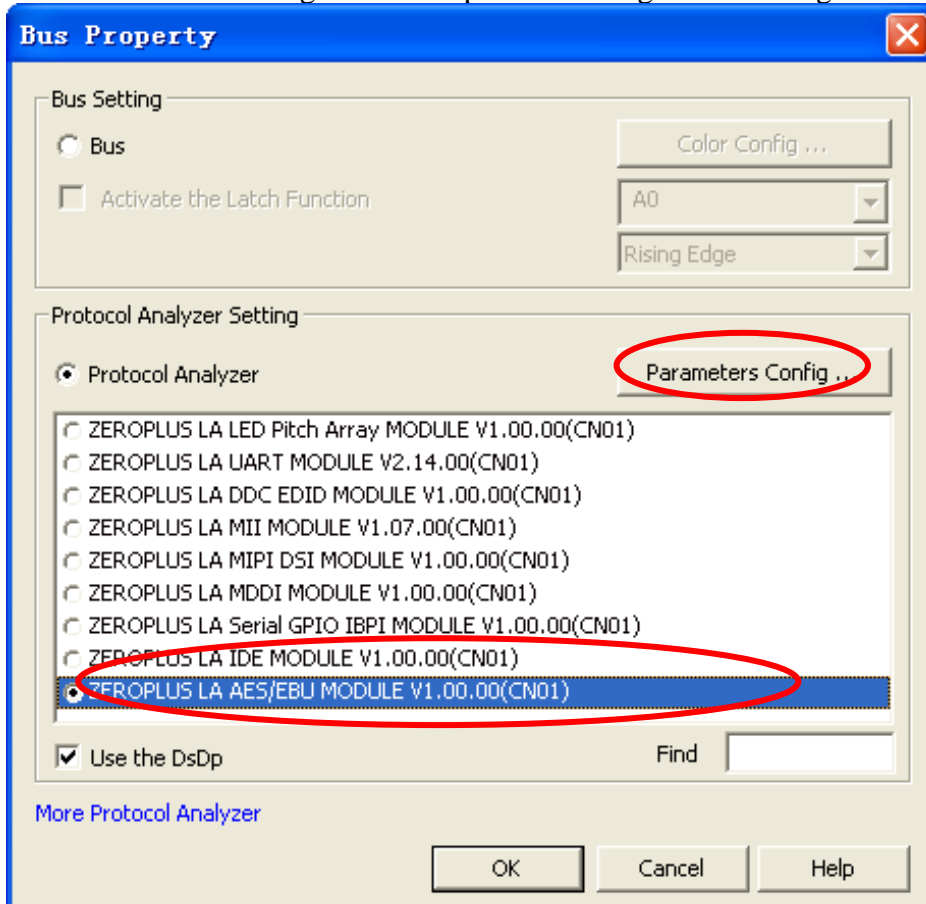 Bus Property
Bus Setting
Bus
Color Config ...
Activate the Latch Function
A0
Rising Edge
Protocol Analyzer Setting
Protocol Analyzer
Parameters Config ...
ZEROPLUS LA LED Pitch Array MODULE V1.00.00(CN01)
ZEROPLUS LA UART MODULE V2.14.00(CN01)
ZEROPLUS LA DDC EDID MODULE V1.00.00(CN01)
ZEROPLUS LA MII MODULE V1.07.00(CN01)
ZEROPLUS LA MIPI DSI MODULE V1.00.00(CN01)
ZEROPLUS LA MDDI MODULE V1.00.00(CN01)
ZEROPLUS LA Serial GPIO IBPI MODULE V1.00.00(CN01)
ZEROPLUS LA IDE MODULE V1.00.00(CN01)
ZEROPLUS LA AES/EBU MODULE V1.00.00(CN01)
Use the DsDp
Find
More Protocol Analyzer
OK
Cancel
Help